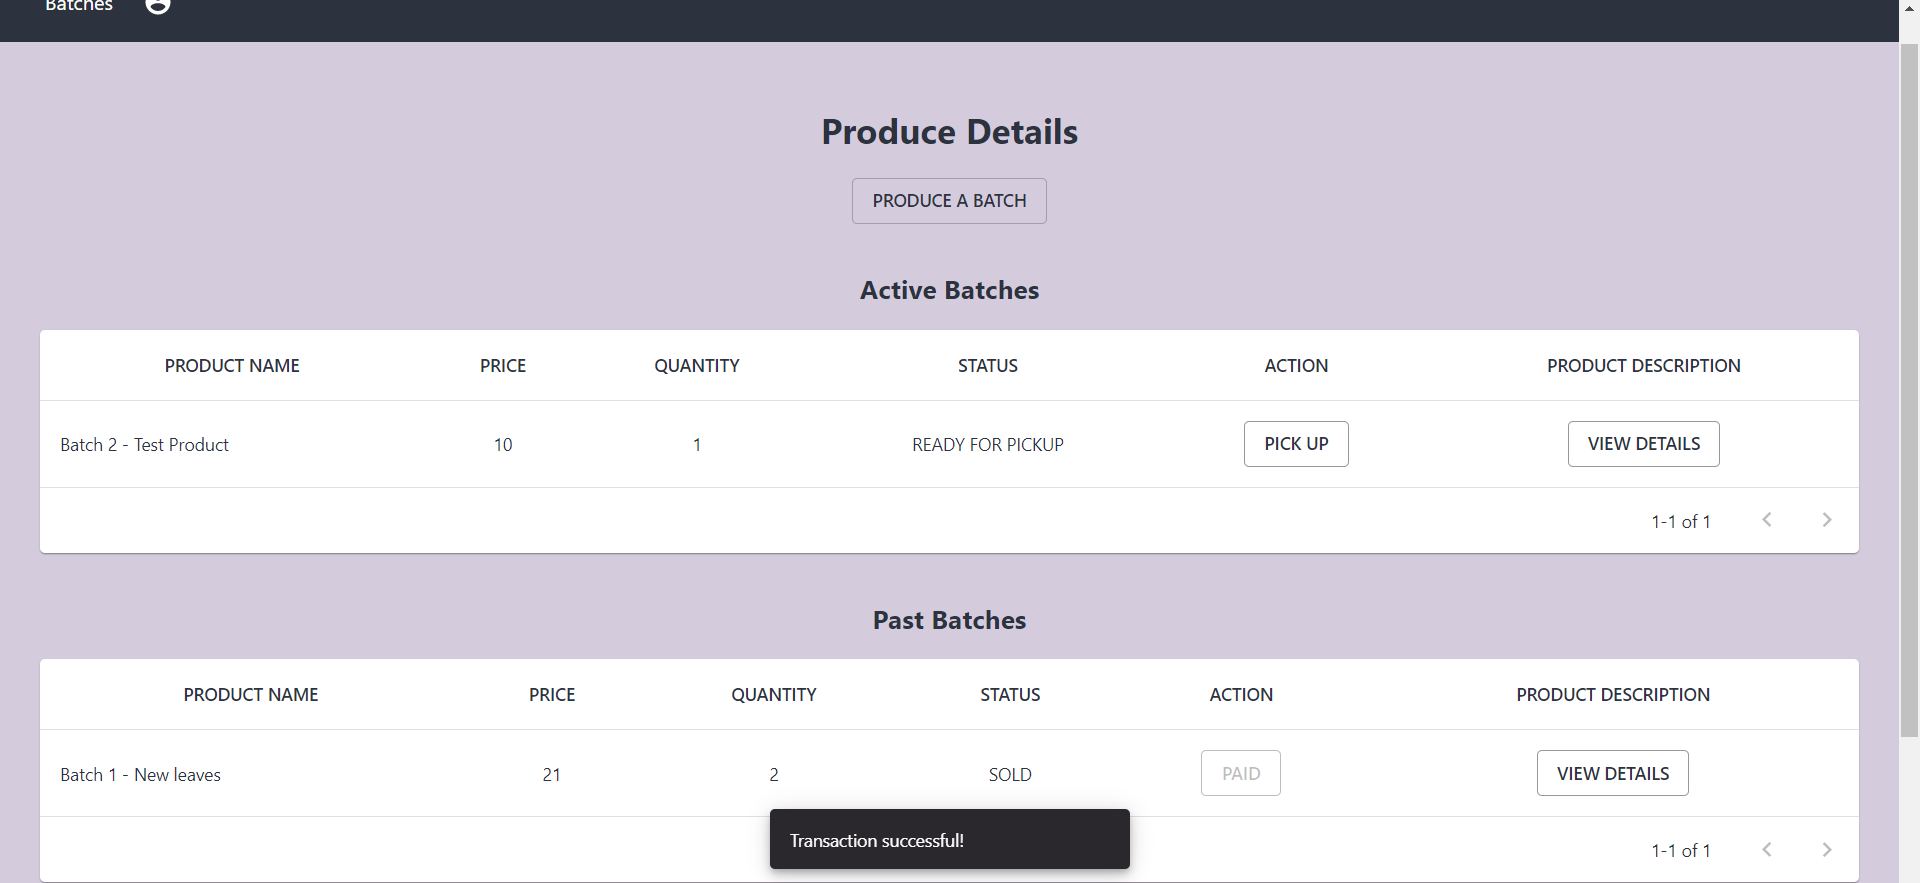 Batches
Produce Details
PRODUCE A BATCH
Active Batches
PRODUCT NAME PRICE QUANTITY STATUS ACTION PRODUCT DESCRIPTION
Batch 2 - Test Product 10 1 READY FOR PICKUP PICK UP VIEW DETAILS
1-1 of 1
Past Batches
PRODUCT NAME PRICE QUANTITY STATUS ACTION PRODUCT DESCRIPTION
Batch 1 - New leaves 21 2 SOLD PAID VIEW DETAILS
Transaction successful!
1-1 of 1